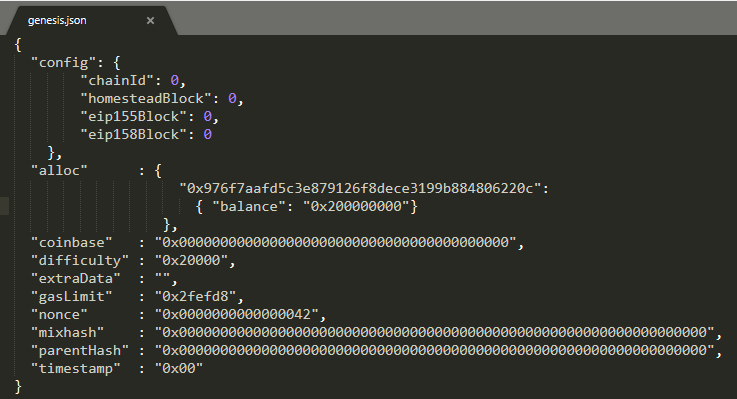 genesis.json ×
{
"config": {
"chainId": 0,
"homesteadBlock": 0,
"eip155Block": 0,
"eip158Block": 0
},
"alloc" : {
"0x976f7aafd5c3e879126f8dece3199b884806220c":
{ "balance": "0x200000000"}
},
"coinbase" : "0x0000000000000000000000000000000000000000",
"difficulty" : "0x20000",
"extraData" : "",
"gasLimit" : "0x2fefd8",
"nonce" : "0x0000000000000042",
"mixhash" : "0x0000000000000000000000000000000000000000000000000000000000000000",
"parentHash" : "0x0000000000000000000000000000000000000000000000000000000000000000",
"timestamp" : "0x00"
}